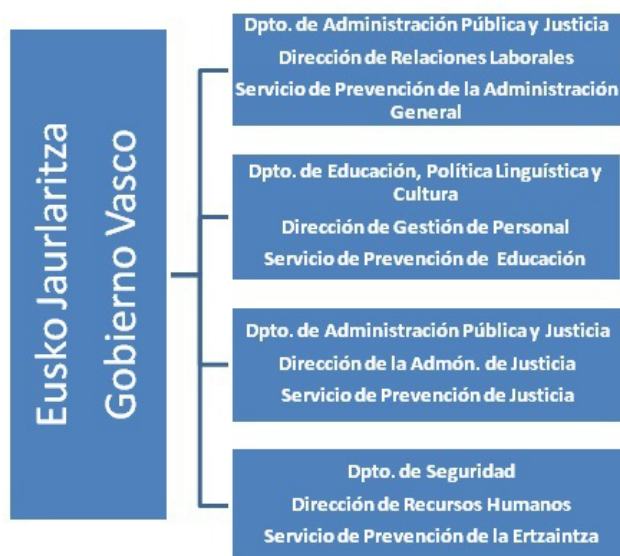 Eusko Jaurlaritza
Gobierno Vasco
Dpto. de Administración Pública y Justicia
Dirección de Relaciones Laborales
Servicio de Prevención de la Administración
General
Dpto. de Educación, Política Linguística y
Cultura
Dirección de Gestión de Personal
Servicio de Prevención de Educación
Dpto. de Administración Pública y Justicia
Dirección de la Admón. de Justicia
Servicio de Prevención de Justicia
Dpto. de Seguridad
Dirección de Recursos Humanos
Servicio de Prevención de la Ertzaintza